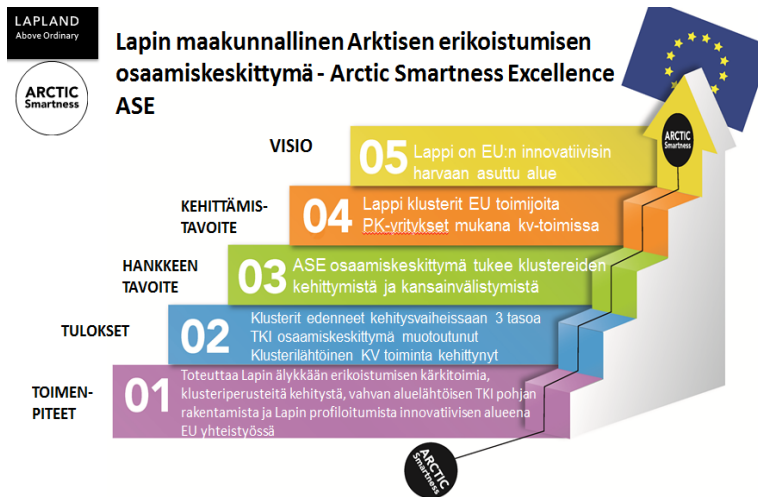 LAPLAND
Above Ordinary
ARCTIC
Smartness
Lapin maakunnallinen Arktisen erikoistumisen
osaamiskeskittymä - Arctic Smartness Excellence
ASE
VISIO
05
Lappi on EU:n innovatiivisin
harvaan asuttu alue
ARCTIC
Smartness
KEHITTÄMIS-
TAVOITE
04
Lappi klusterit EU toimijoita
PK-yritykset mukana kv-toimissa
HANKKEEN
TAVOITE
03
ASE osaamiskeskittymä tukee klustereiden
kehittymistä ja kansainvälistymistä
TULOKSET
02
Klusterit edenneet kehitysvaiheissaan 3 tasoa
TKI osaamiskeskittymä muotoutunut
Klusterilähtöinen KV toiminta kehittynyt
TOIMEN-
PITEET
01
Toteuttaa Lapin älykkään erikoistumisen kärkitoimia,
klusteriperusteitä kehitystä, vahvan aluelähtöisen TKI pohjan
rakentamista ja Lapin profiloitumista innovatiivisen alueena
EU yhteistyössä
ARCTIC
Smartness